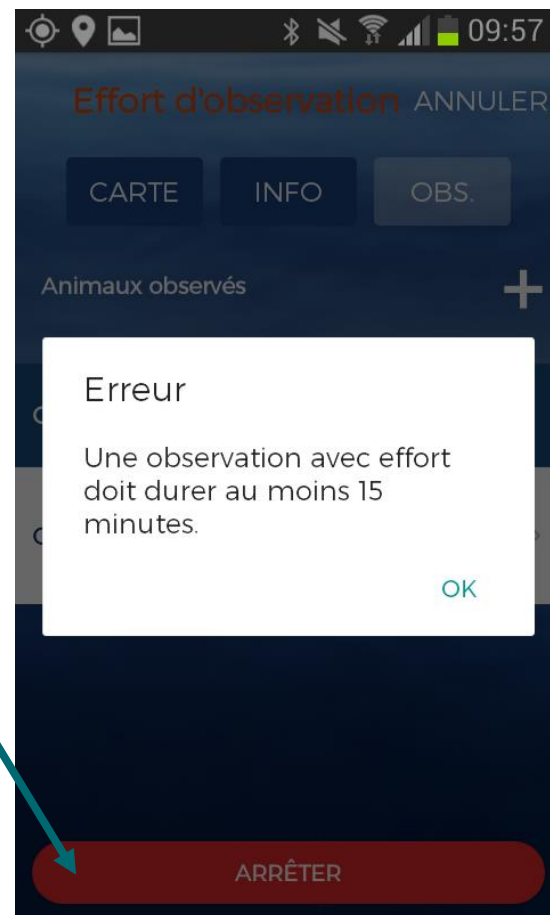 09:57
Effort d'observation ANNULER
CARTE INFO OBS.
Animaux observés +
Erreur
Une observation avec effort
doit durer au moins 15
minutes.
OK
ARRÊTER